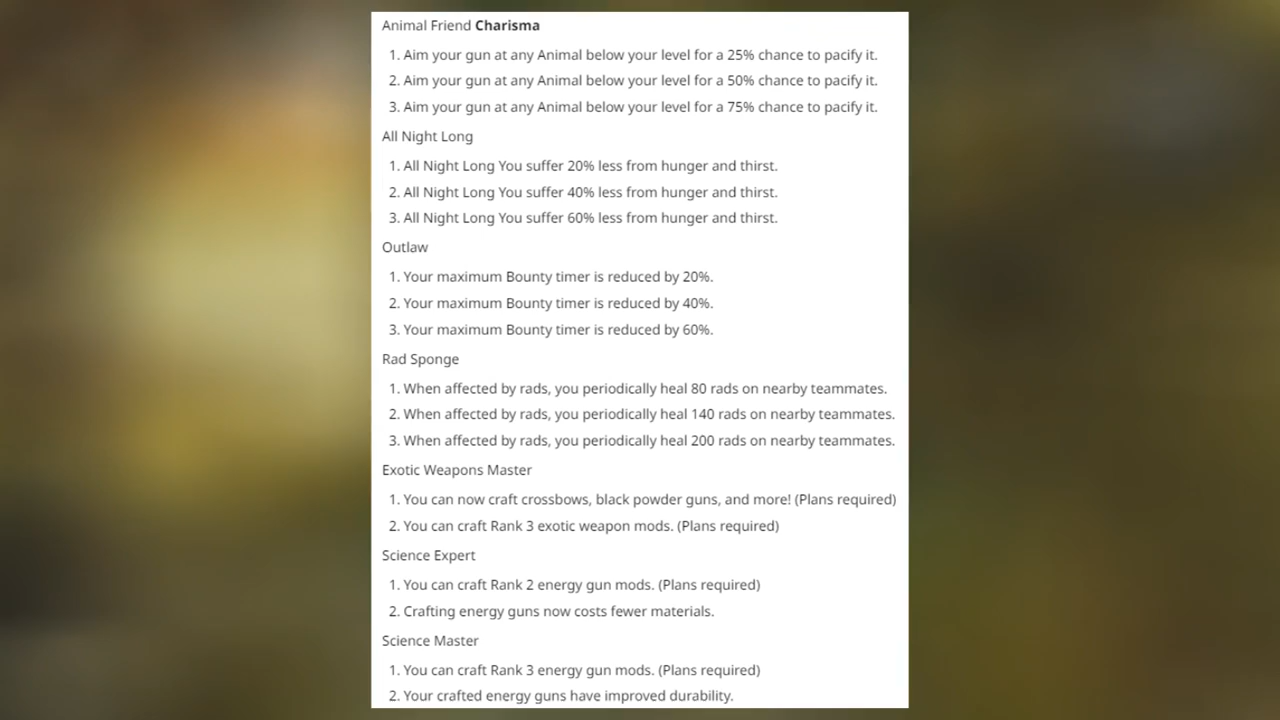 Animal Friend Charisma
1. Aim your gun at any Animal below your level for a 25% chance to pacify it.
2. Aim your gun at any Animal below your level for a 50% chance to pacify it.
3. Aim your gun at any Animal below your level for a 75% chance to pacify it.
All Night Long
1. All Night Long You suffer 20% less from hunger and thirst.
2. All Night Long You suffer 40% less from hunger and thirst.
3. All Night Long You suffer 60% less from hunger and thirst.
Outlaw
1. Your maximum Bounty timer is reduced by 20%.
2. Your maximum Bounty timer is reduced by 40%.
3. Your maximum Bounty timer is reduced by 60%.
Rad Sponge
1. When affected by rads, you periodically heal 80 rads on nearby teammates.
2. When affected by rads, you periodically heal 140 rads on nearby teammates.
3. When affected by rads, you periodically heal 200 rads on nearby teammates.
Exotic Weapons Master
1. You can now craft crossbows, black powder guns, and more! (Plans required)
2. You can craft Rank 3 exotic weapon mods. (Plans required)
Science Expert
1. You can craft Rank 2 energy gun mods. (Plans required)
2. Crafting energy guns now costs fewer materials.
Science Master
1. You can craft Rank 3 energy gun mods. (Plans required)
2. Your crafted energy guns have improved durability.